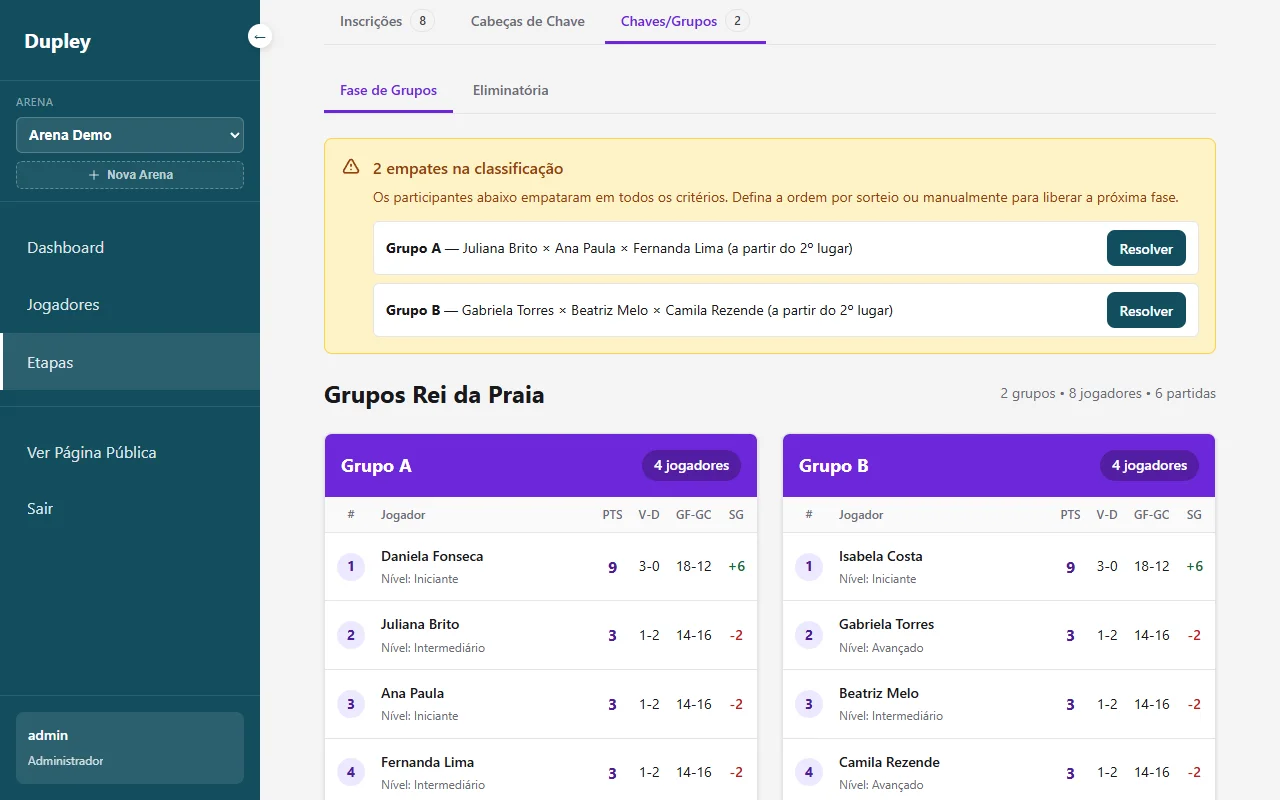 Dupley
←
ARENA
Arena Demo
+ Nova Arena
Dashboard
Jogadores
Etapas
Ver Página Pública
Sair
admin
Administrador
Inscrições 8 Cabeças de Chave Chaves/Grupos 2
Fase de Grupos Eliminatória
2 empates na classificação
Os participantes abaixo empataram em todos os critérios. Defina a ordem por sorteio ou manualmente para liberar a próxima fase.
Grupo A — Juliana Brito × Ana Paula × Fernanda Lima (a partir do 2º lugar) Resolver
Grupo B — Gabriela Torres × Beatriz Melo × Camila Rezende (a partir do 2º lugar) Resolver
Grupos Rei da Praia 2 grupos • 8 jogadores • 6 partidas
Grupo A 4 jogadores
# Jogador PTS V-D GF-GC SG
1 Daniela Fonseca 9 3-0 18-12 +6
Nível: Iniciante
2 Juliana Brito 3 1-2 14-16 -2
Nível: Intermediário
3 Ana Paula 3 1-2 14-16 -2
Nível: Iniciante
4 Fernanda Lima 3 1-2 14-16 -2
Nível: Intermediário
Grupo B 4 jogadores
# Jogador PTS V-D GF-GC SG
1 Isabela Costa 9 3-0 18-12 +6
Nível: Iniciante
2 Gabriela Torres 3 1-2 14-16 -2
Nível: Avançado
3 Beatriz Melo 3 1-2 14-16 -2
Nível: Intermediário
4 Camila Rezende 3 1-2 14-16 -2
Nível: Avançado